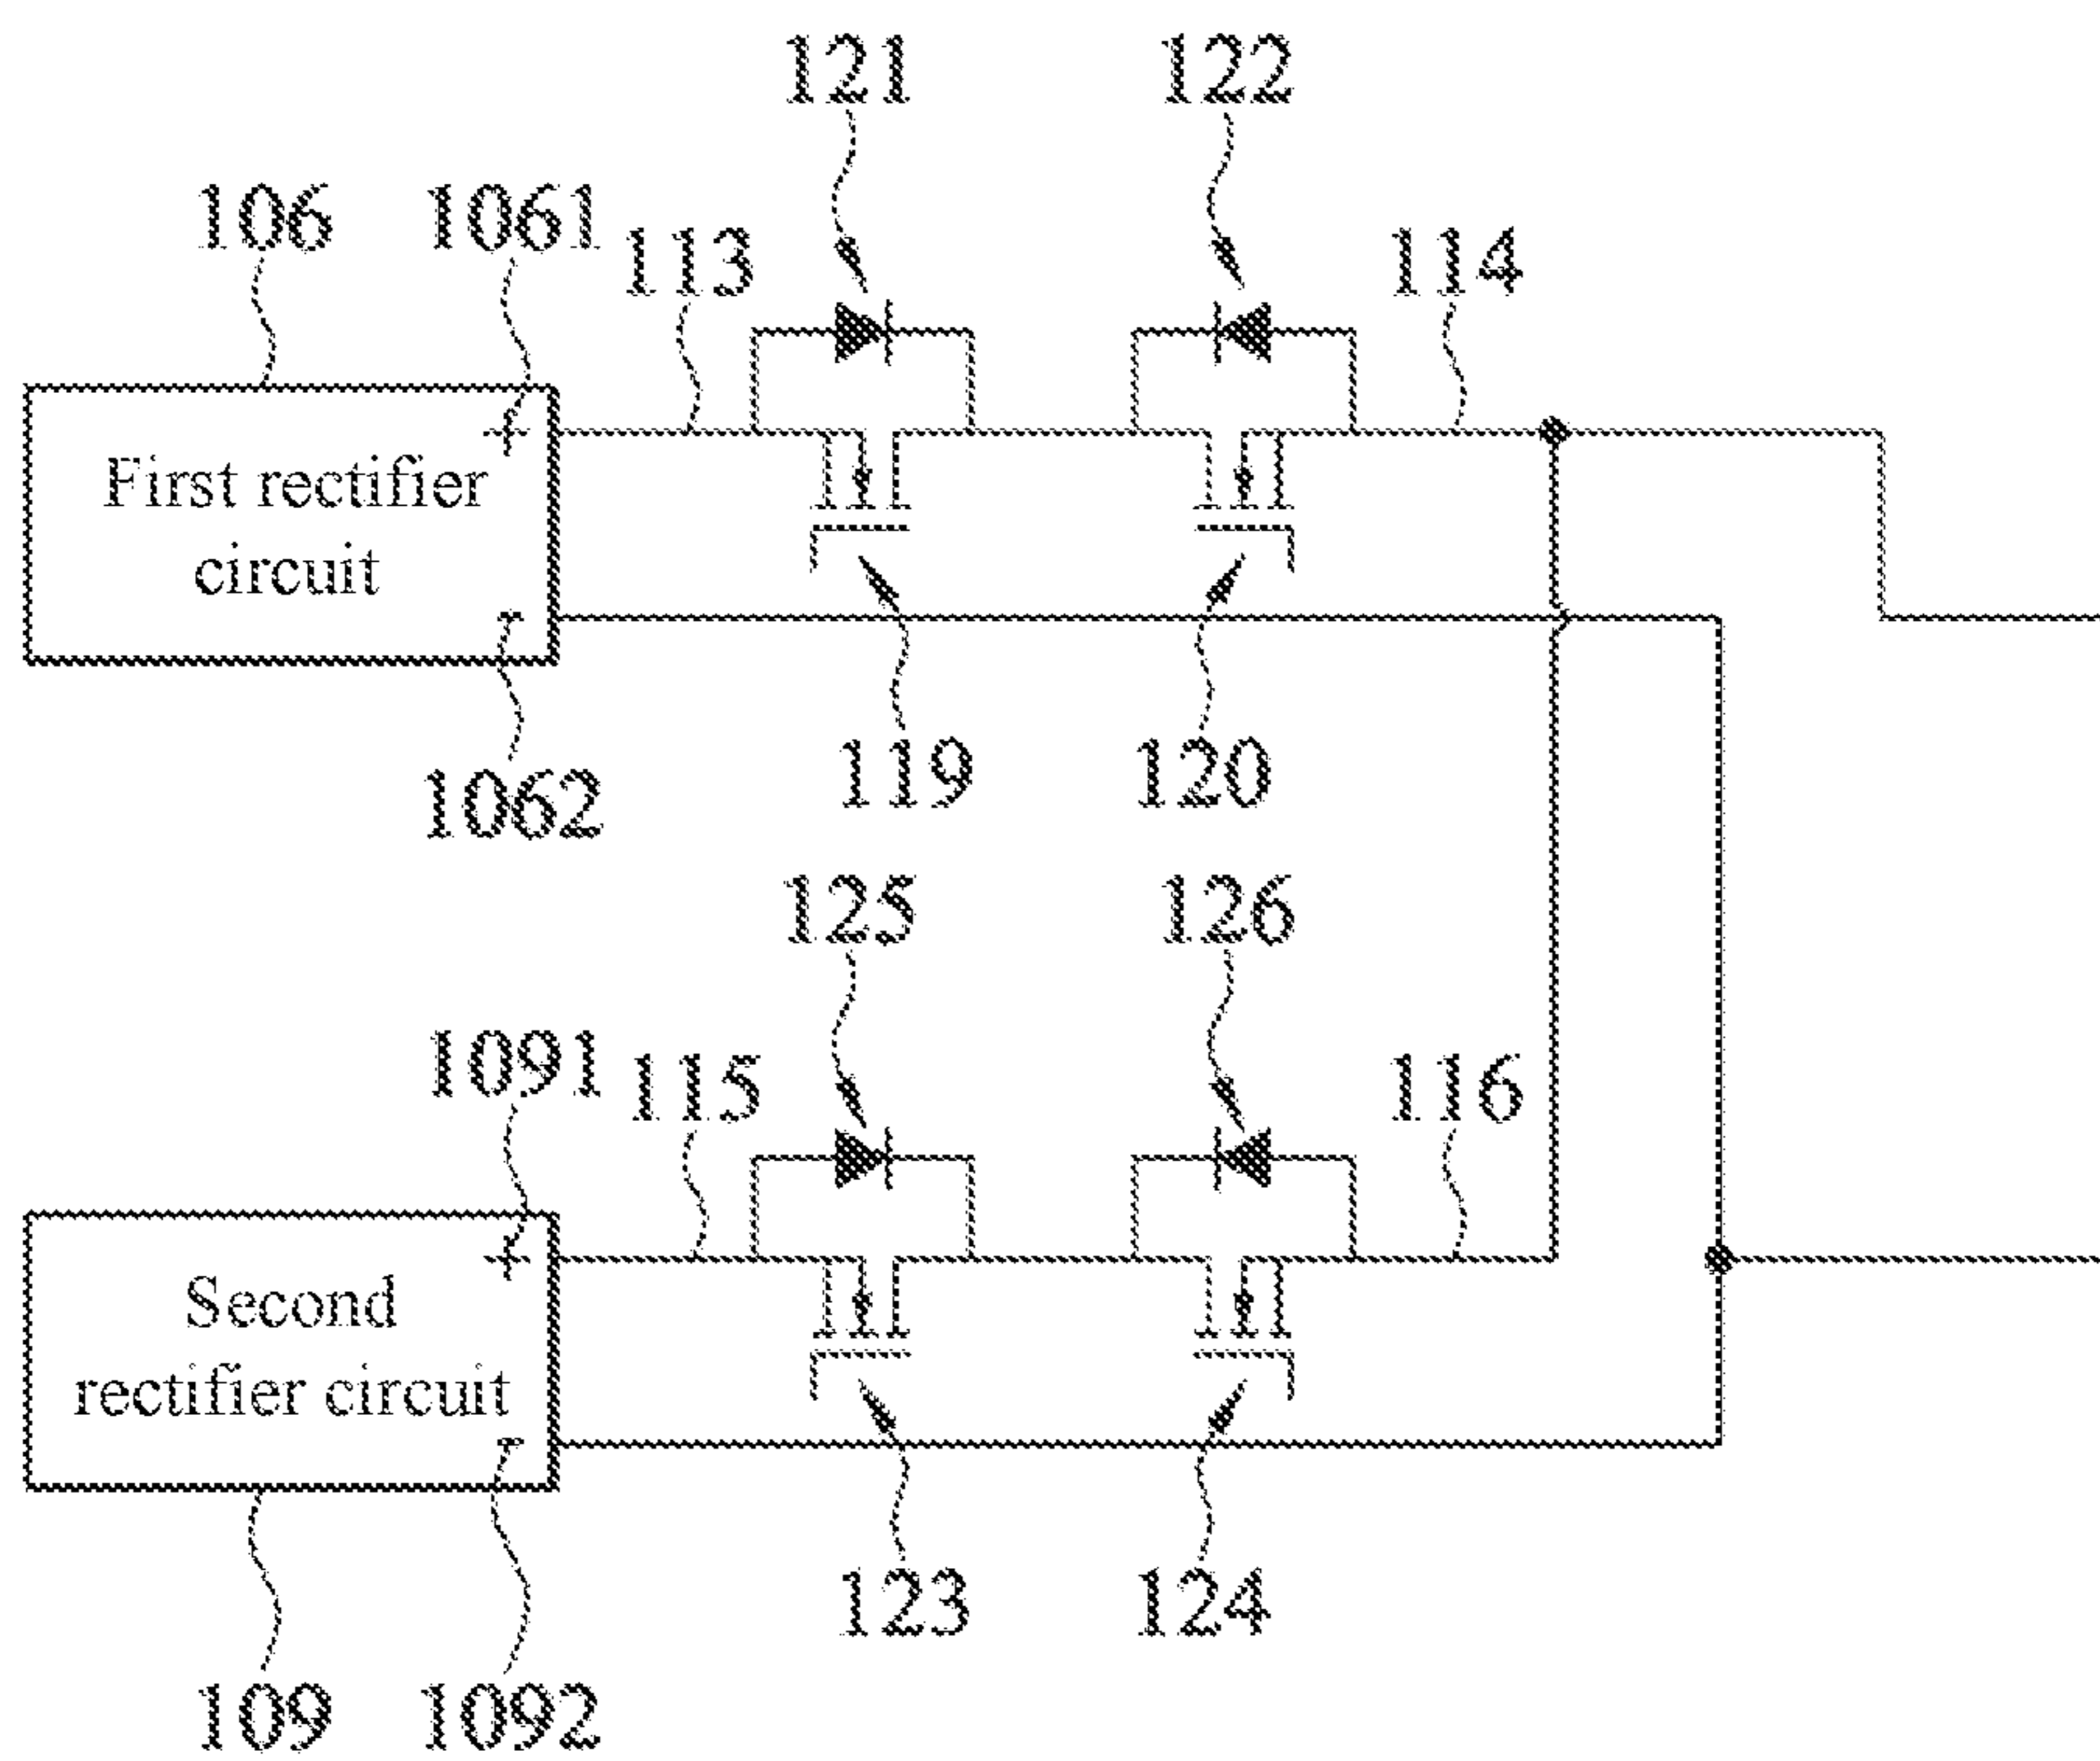 121 122
106 1061 113 114
+
First rectifier
circuit
-
1062 119 120
125 126
1091 115 116
+
Second
rectifier circuit
-
123 124
109 1092